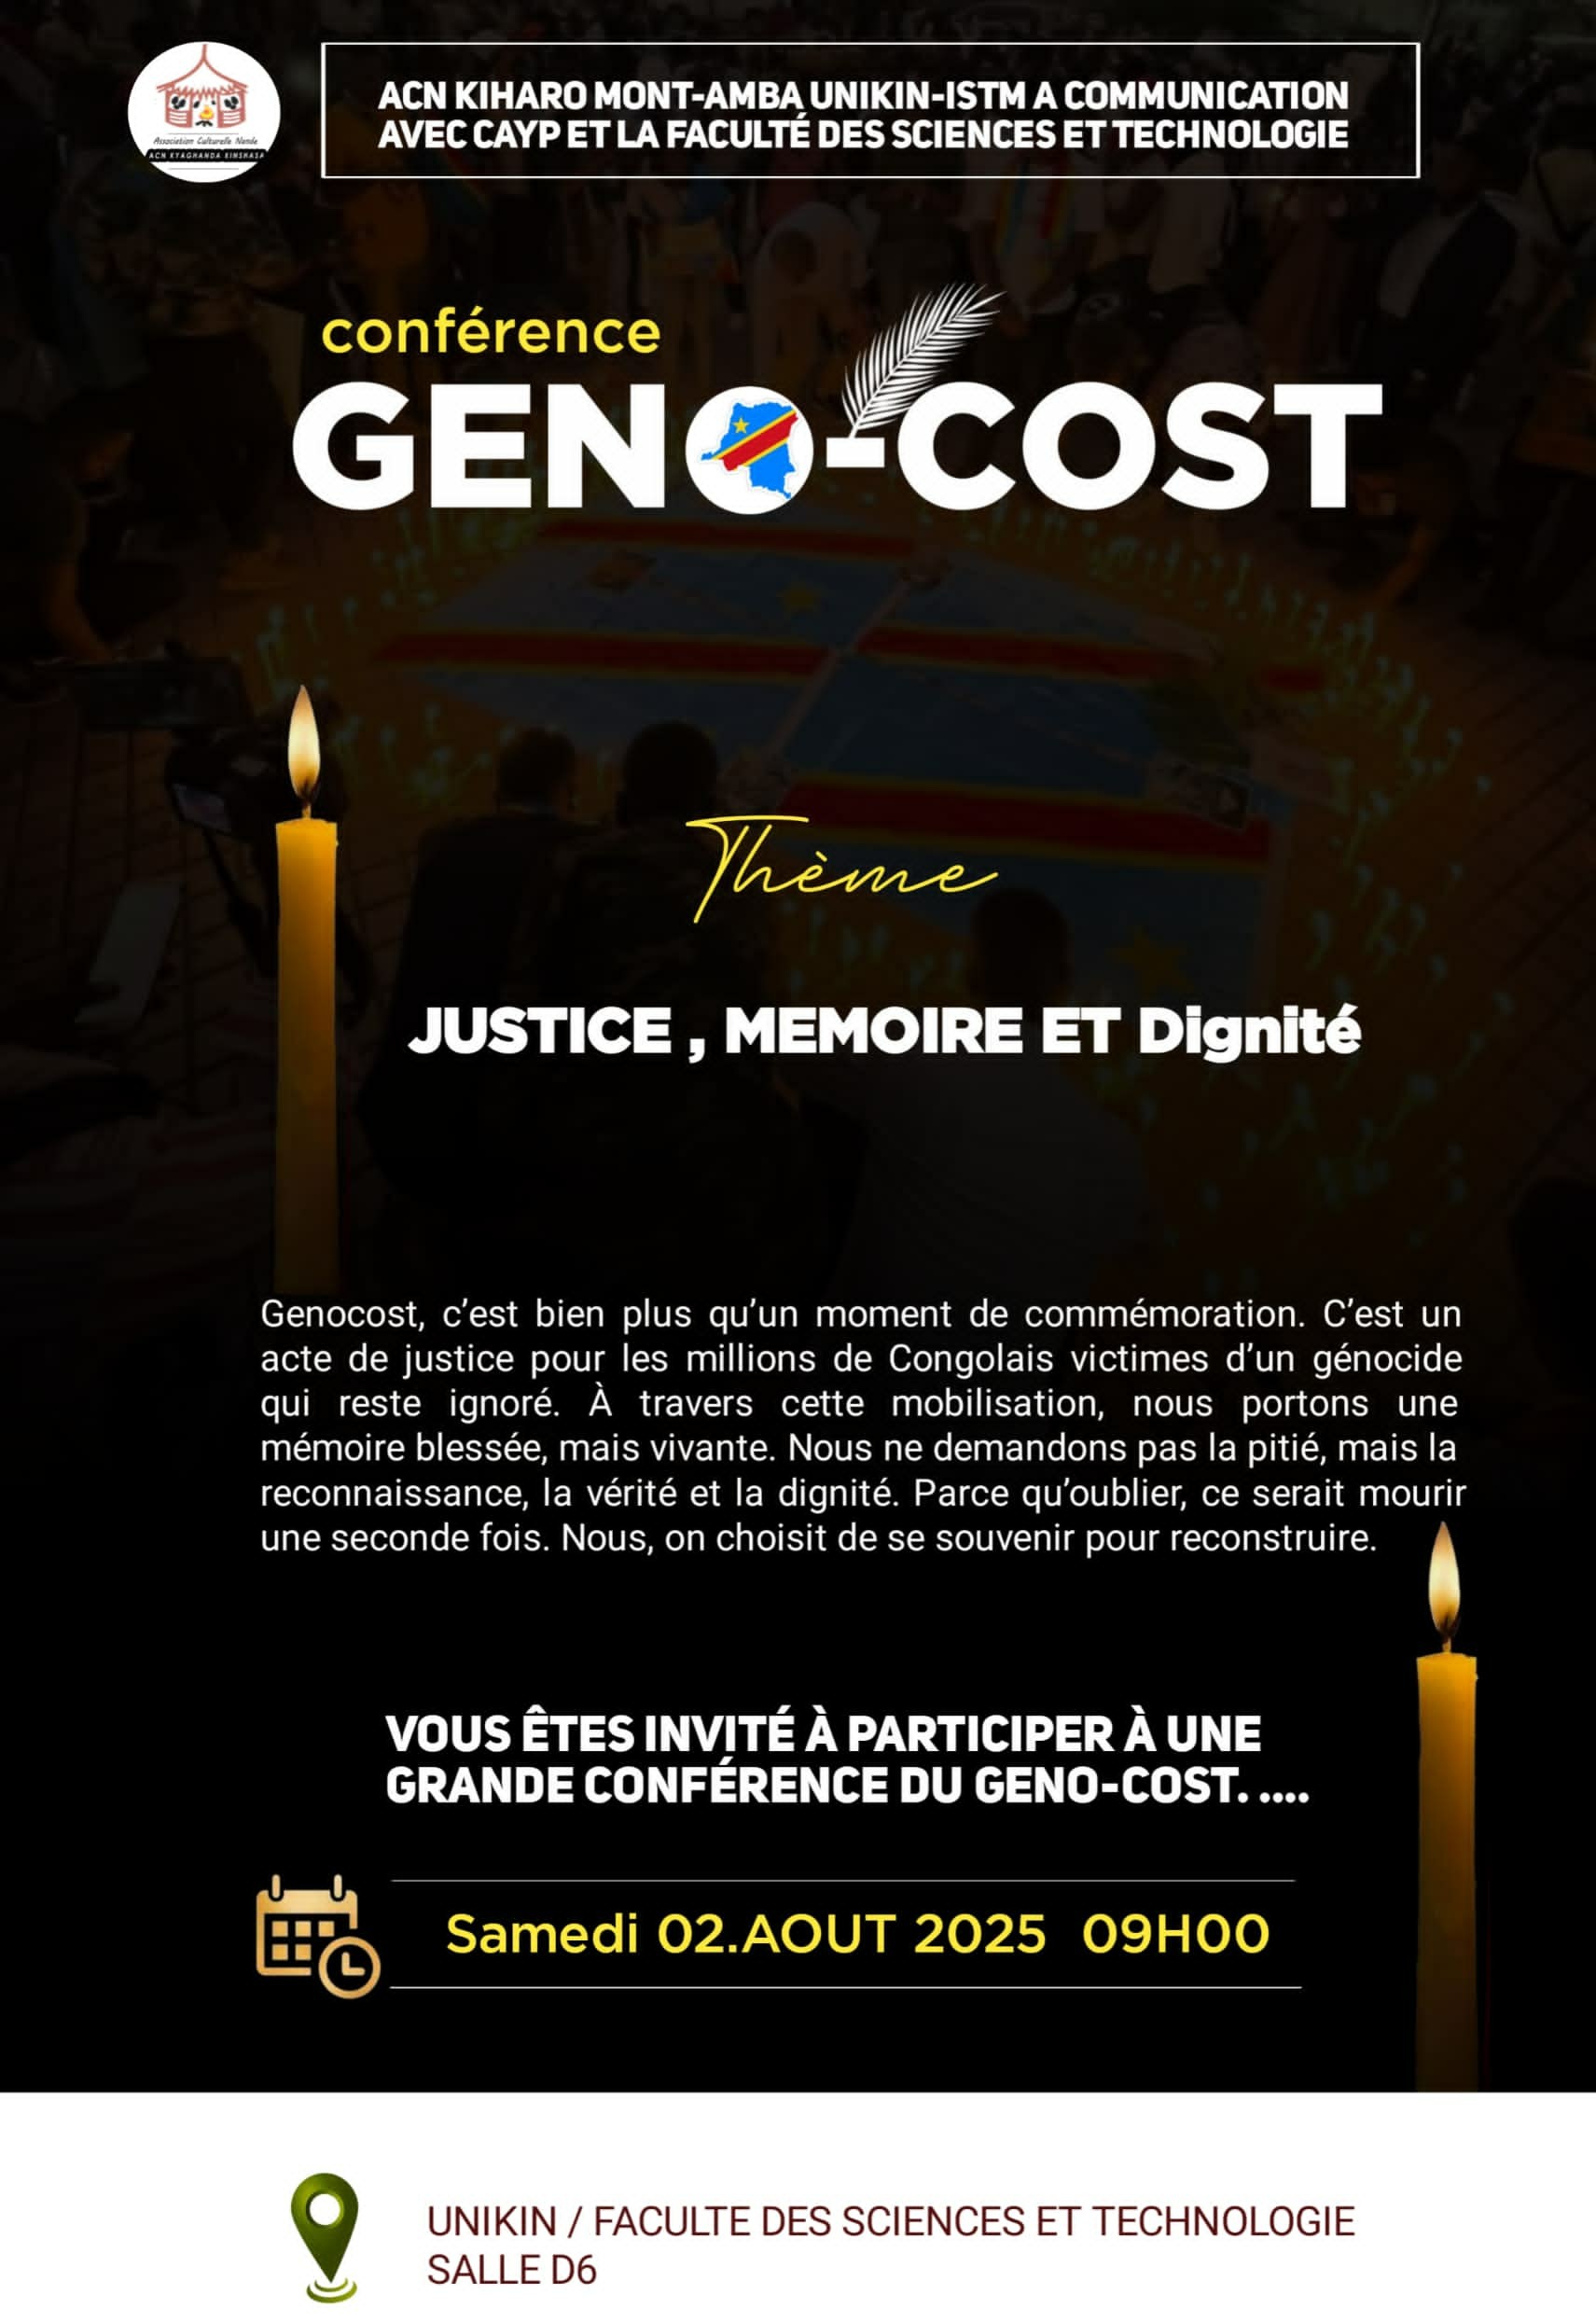 Association Culturelle Nande
ACN KYAGHANDA KINSHASA
ACN KIHARO MONT-AMBA UNIKIN-ISTM A COMMUNICATION
AVEC CAYP ET LA FACULTÉ DES SCIENCES ET TECHNOLOGIE
conférence
GENO-COST
Thème
JUSTICE , MEMOIRE ET Dignité
Genocost, c’est bien plus qu’un moment de commémoration. C’est un
acte de justice pour les millions de Congolais victimes d’un génocide
qui reste ignoré. À travers cette mobilisation, nous portons une
mémoire blessée, mais vivante. Nous ne demandons pas la pitié, mais la
reconnaissance, la vérité et la dignité. Parce qu’oublier, ce serait mourir
une seconde fois. Nous, on choisit de se souvenir pour reconstruire.
VOUS ÊTES INVITÉ À PARTICIPER À UNE
GRANDE CONFÉRENCE DU GENO-COST. ....
Samedi 02.AOUT 2025 09H00
UNIKIN / FACULTE DES SCIENCES ET TECHNOLOGIE
SALLE D6